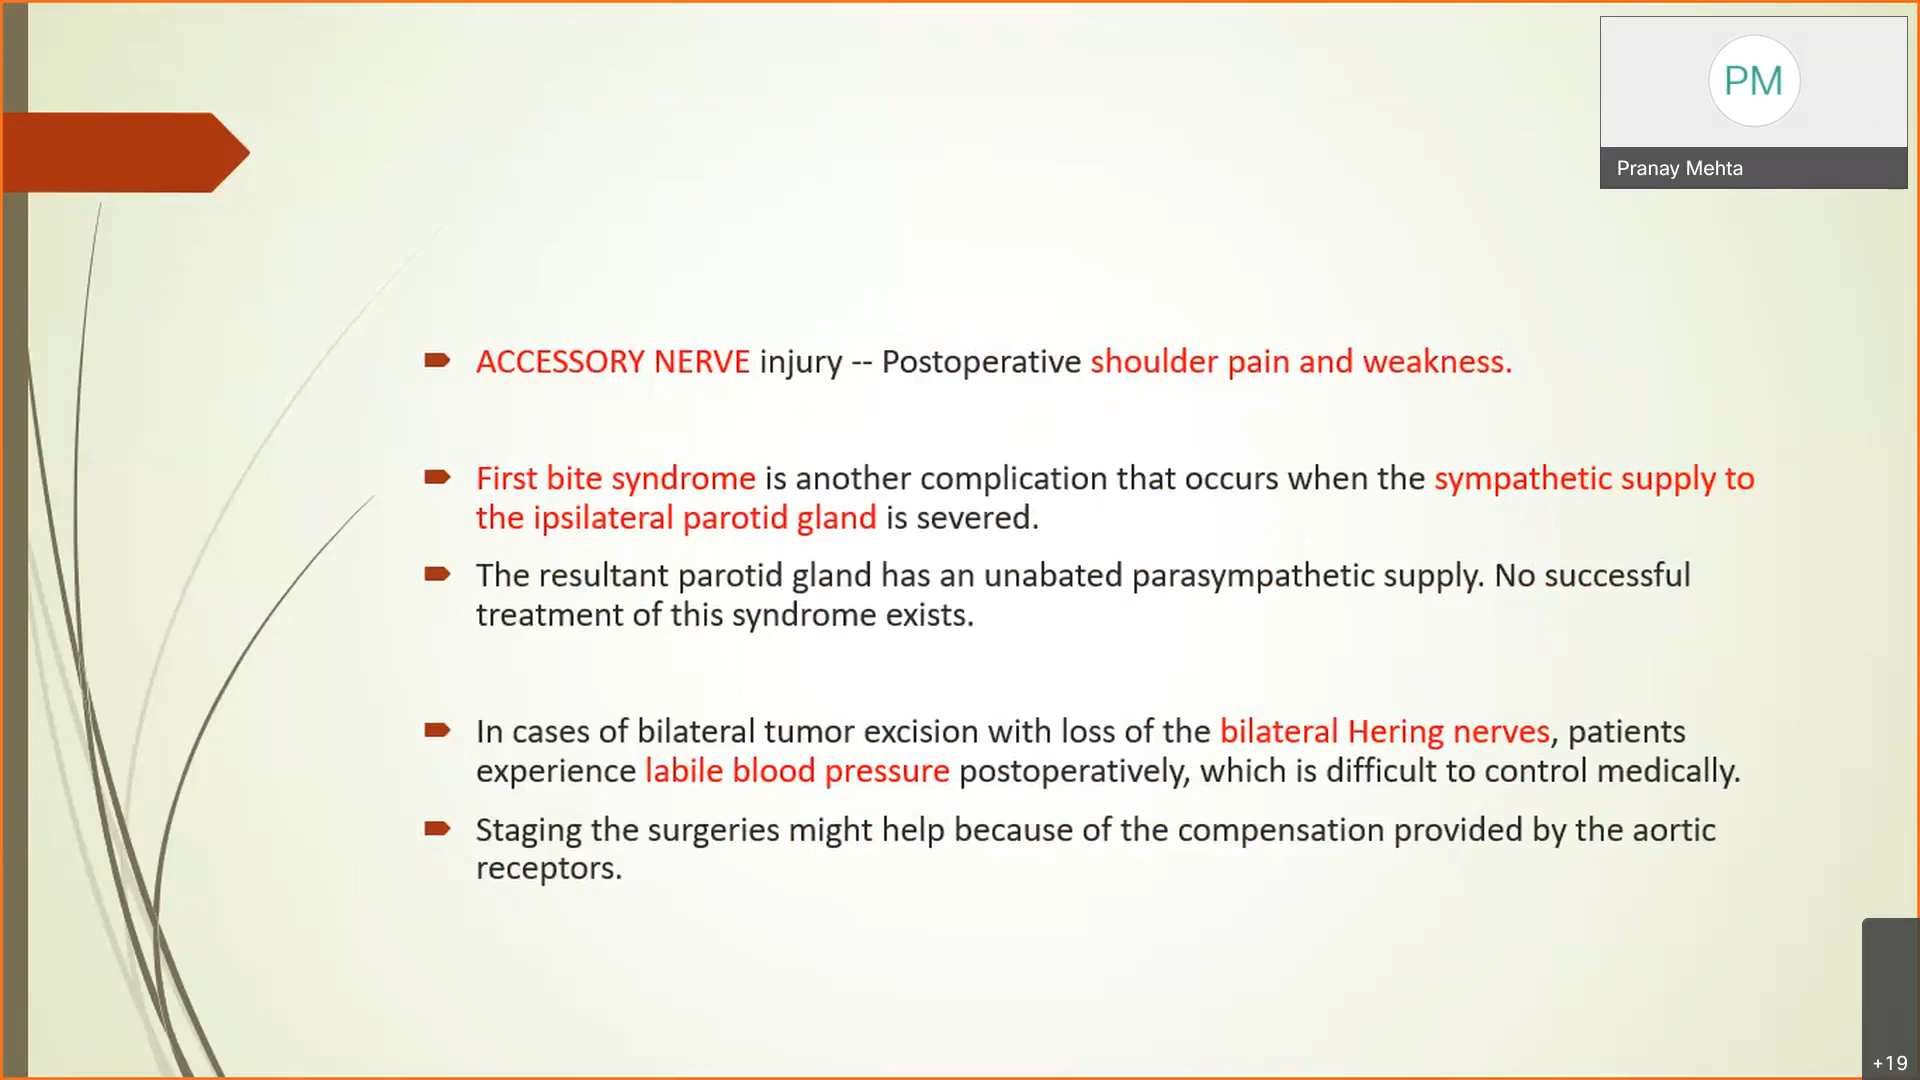 PM
Pranay Mehta
ACCESSORY NERVE injury -- Postoperative shoulder pain and weakness.
First bite syndrome is another complication that occurs when the sympathetic supply to
the ipsilateral parotid gland is severed.
The resultant parotid gland has an unabated parasympathetic supply. No successful
treatment of this syndrome exists.
In cases of bilateral tumor excision with loss of the bilateral Hering nerves, patients
experience labile blood pressure postoperatively, which is difficult to control medically.
Staging the surgeries might help because of the compensation provided by the aortic
receptors.
+19